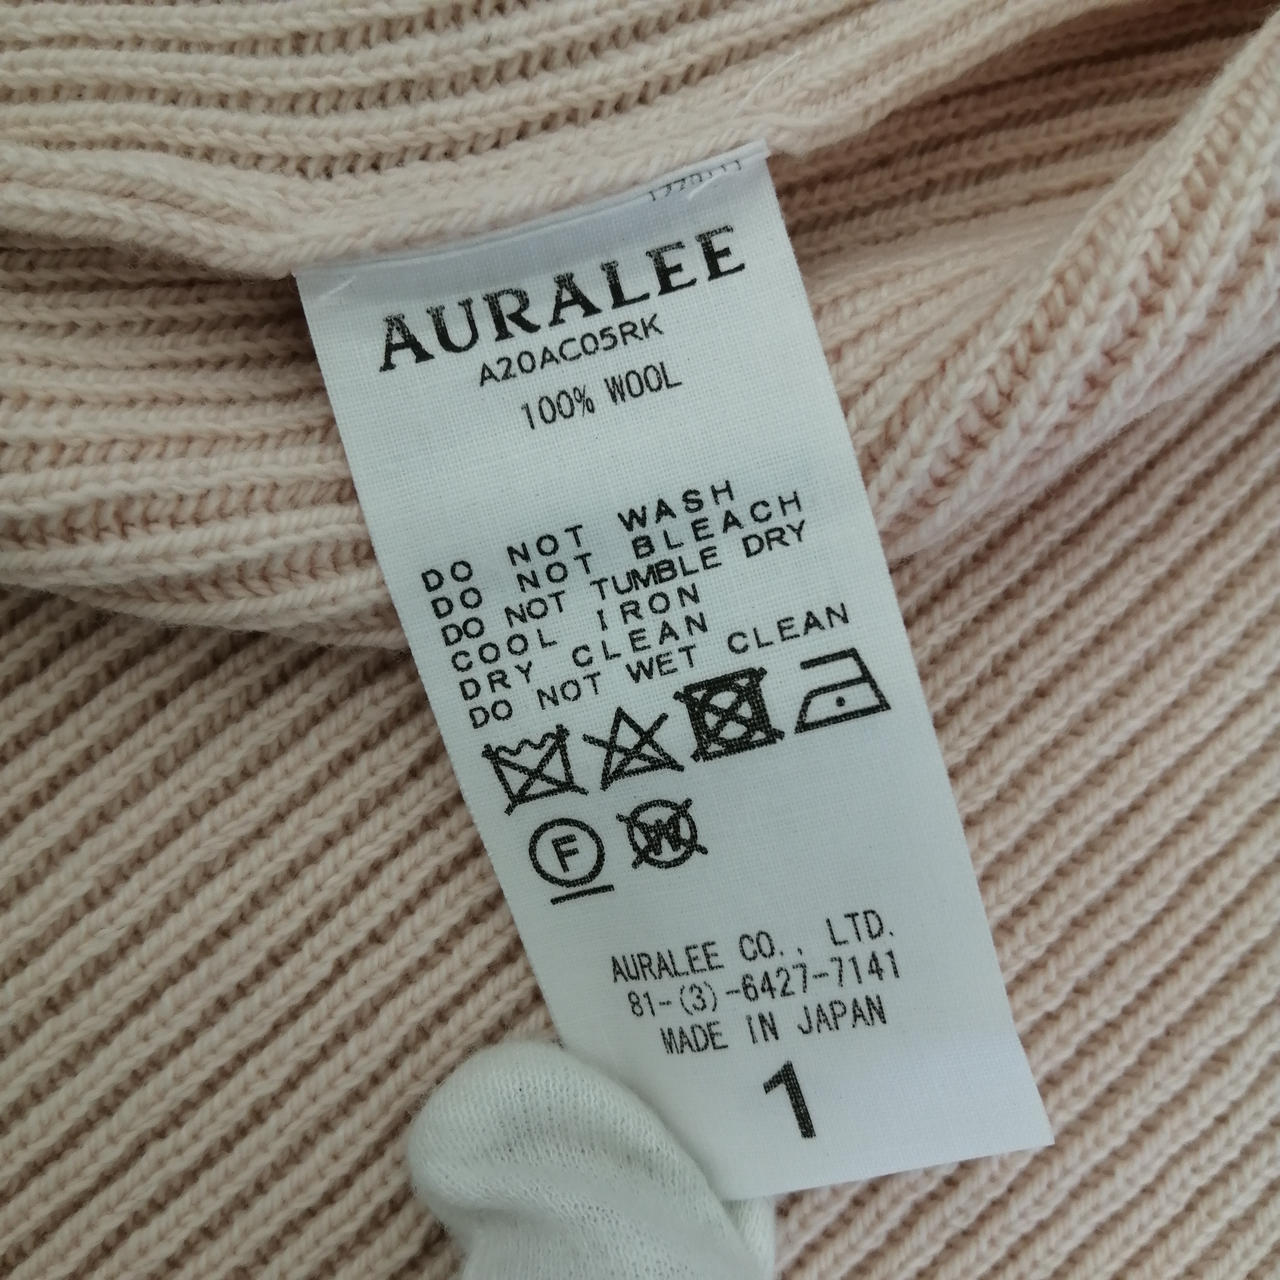 AURALEE
A20AC05RK
100% WOOL
DO NOT WASH
DO NOT BLEACH
DO NOT TUMBLE DRY
COOL IRON
DRY CLEAN
DO NOT WET CLEAN
F
W
AURALEE CO., LTD.
81-(3)-6427-7141
MADE IN JAPAN
1